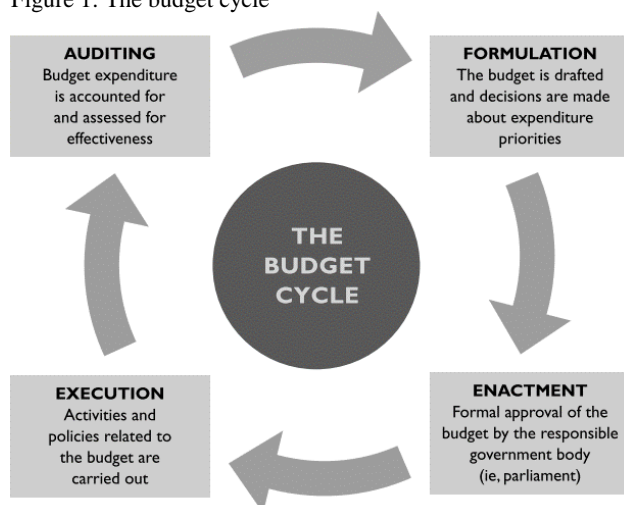 Figure 1: The budget cycle
AUDITING
Budget expenditure
is accounted for
and assessed for
effectiveness
FORMULATION
The budget is drafted
and decisions are made
about expenditure
priorities
THE
BUDGET
CYCLE
EXECUTION
Activities and
policies related to
the budget are
carried out
ENACTMENT
Formal approval of the
budget by the responsible
government body
(ie, parliament)